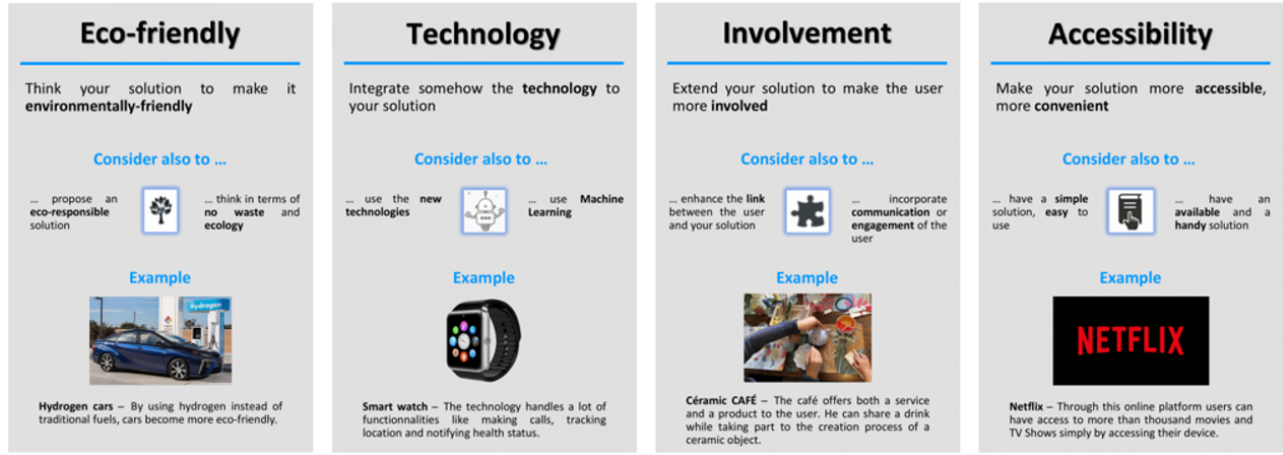 Eco-friendly
Think your solution to make it
environmentally-friendly
Consider also to ...
... propose an
eco-responsible
solution
... think in terms of
no waste and
ecology
Example
Hydrogen
Hydrogen cars – By using hydrogen instead of
traditional fuels, cars become more eco-friendly.
Technology
Integrate somehow the technology to
your solution
Consider also to ...
... use the new
technologies
... use Machine
Learning
Example
Smart watch – The technology handles a lot of
functionnalities like making calls, tracking
location and notifying health status.
Involvement
Extend your solution to make the user
more involved
Consider also to ...
... enhance the link
between the user
and your solution
... incorporate
communication or
engagement of the
user
Example
Céramic CAFÉ – The café offers both a service
and a product to the user. He can share a drink
while taking part to the creation process of a
ceramic object.
Accessibility
Make your solution more accessible,
more convenient
Consider also to ...
... have a simple
solution, easy to
use
... have an
available and a
handy solution
Example
NETFLIX
Netflix – Through this online platform users can
have access to more than thousand movies and
TV Shows simply by accessing their device.